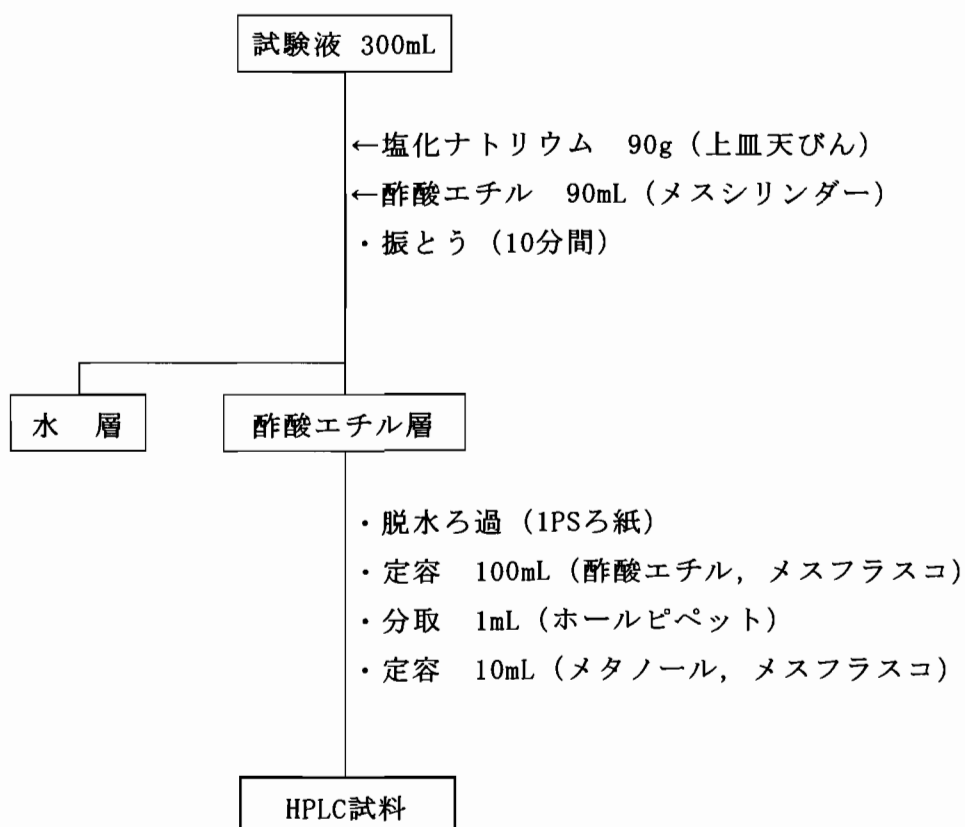 試験液 300mL
←塩化ナトリウム 90g（上皿天びん）
←酢酸エチル 90mL（メスシリンダー）
・振とう（10分間）
水 層
酢酸エチル層
・脱水ろ過（1PSろ紙）
・定容 100mL（酢酸エチル，メスフラスコ）
・分取 1mL（ホールピペット）
・定容 10mL（メタノール，メスフラスコ）
HPLC試料